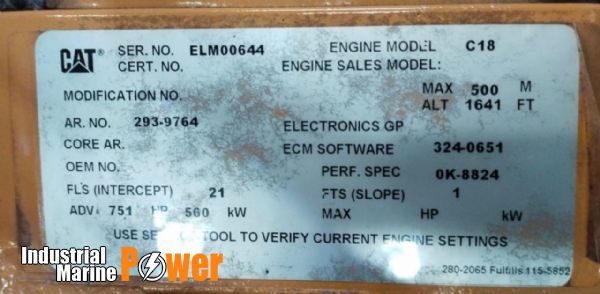 CAT® SER. NO. ELM00644 ENGINE MODEL C18
CERT. NO. ENGINE SALES MODEL:
MODIFICATION NO. MAX 500 M
ALT 1641 FT
AR. NO. 293-9764 ELECTRONICS GP
CORE AR. ECM SOFTWARE 324-0651
OEM NO. PERF. SPEC 0K-8824
FLS (INTERCEPT) 21 FTS (SLOPE) 1
ADV 751 HP 560 kW MAX HP kW
USE TOOL TO VERIFY CURRENT ENGINE SETTINGS
280-2065 Fulfills 115-5852
Industrial
Marine Power